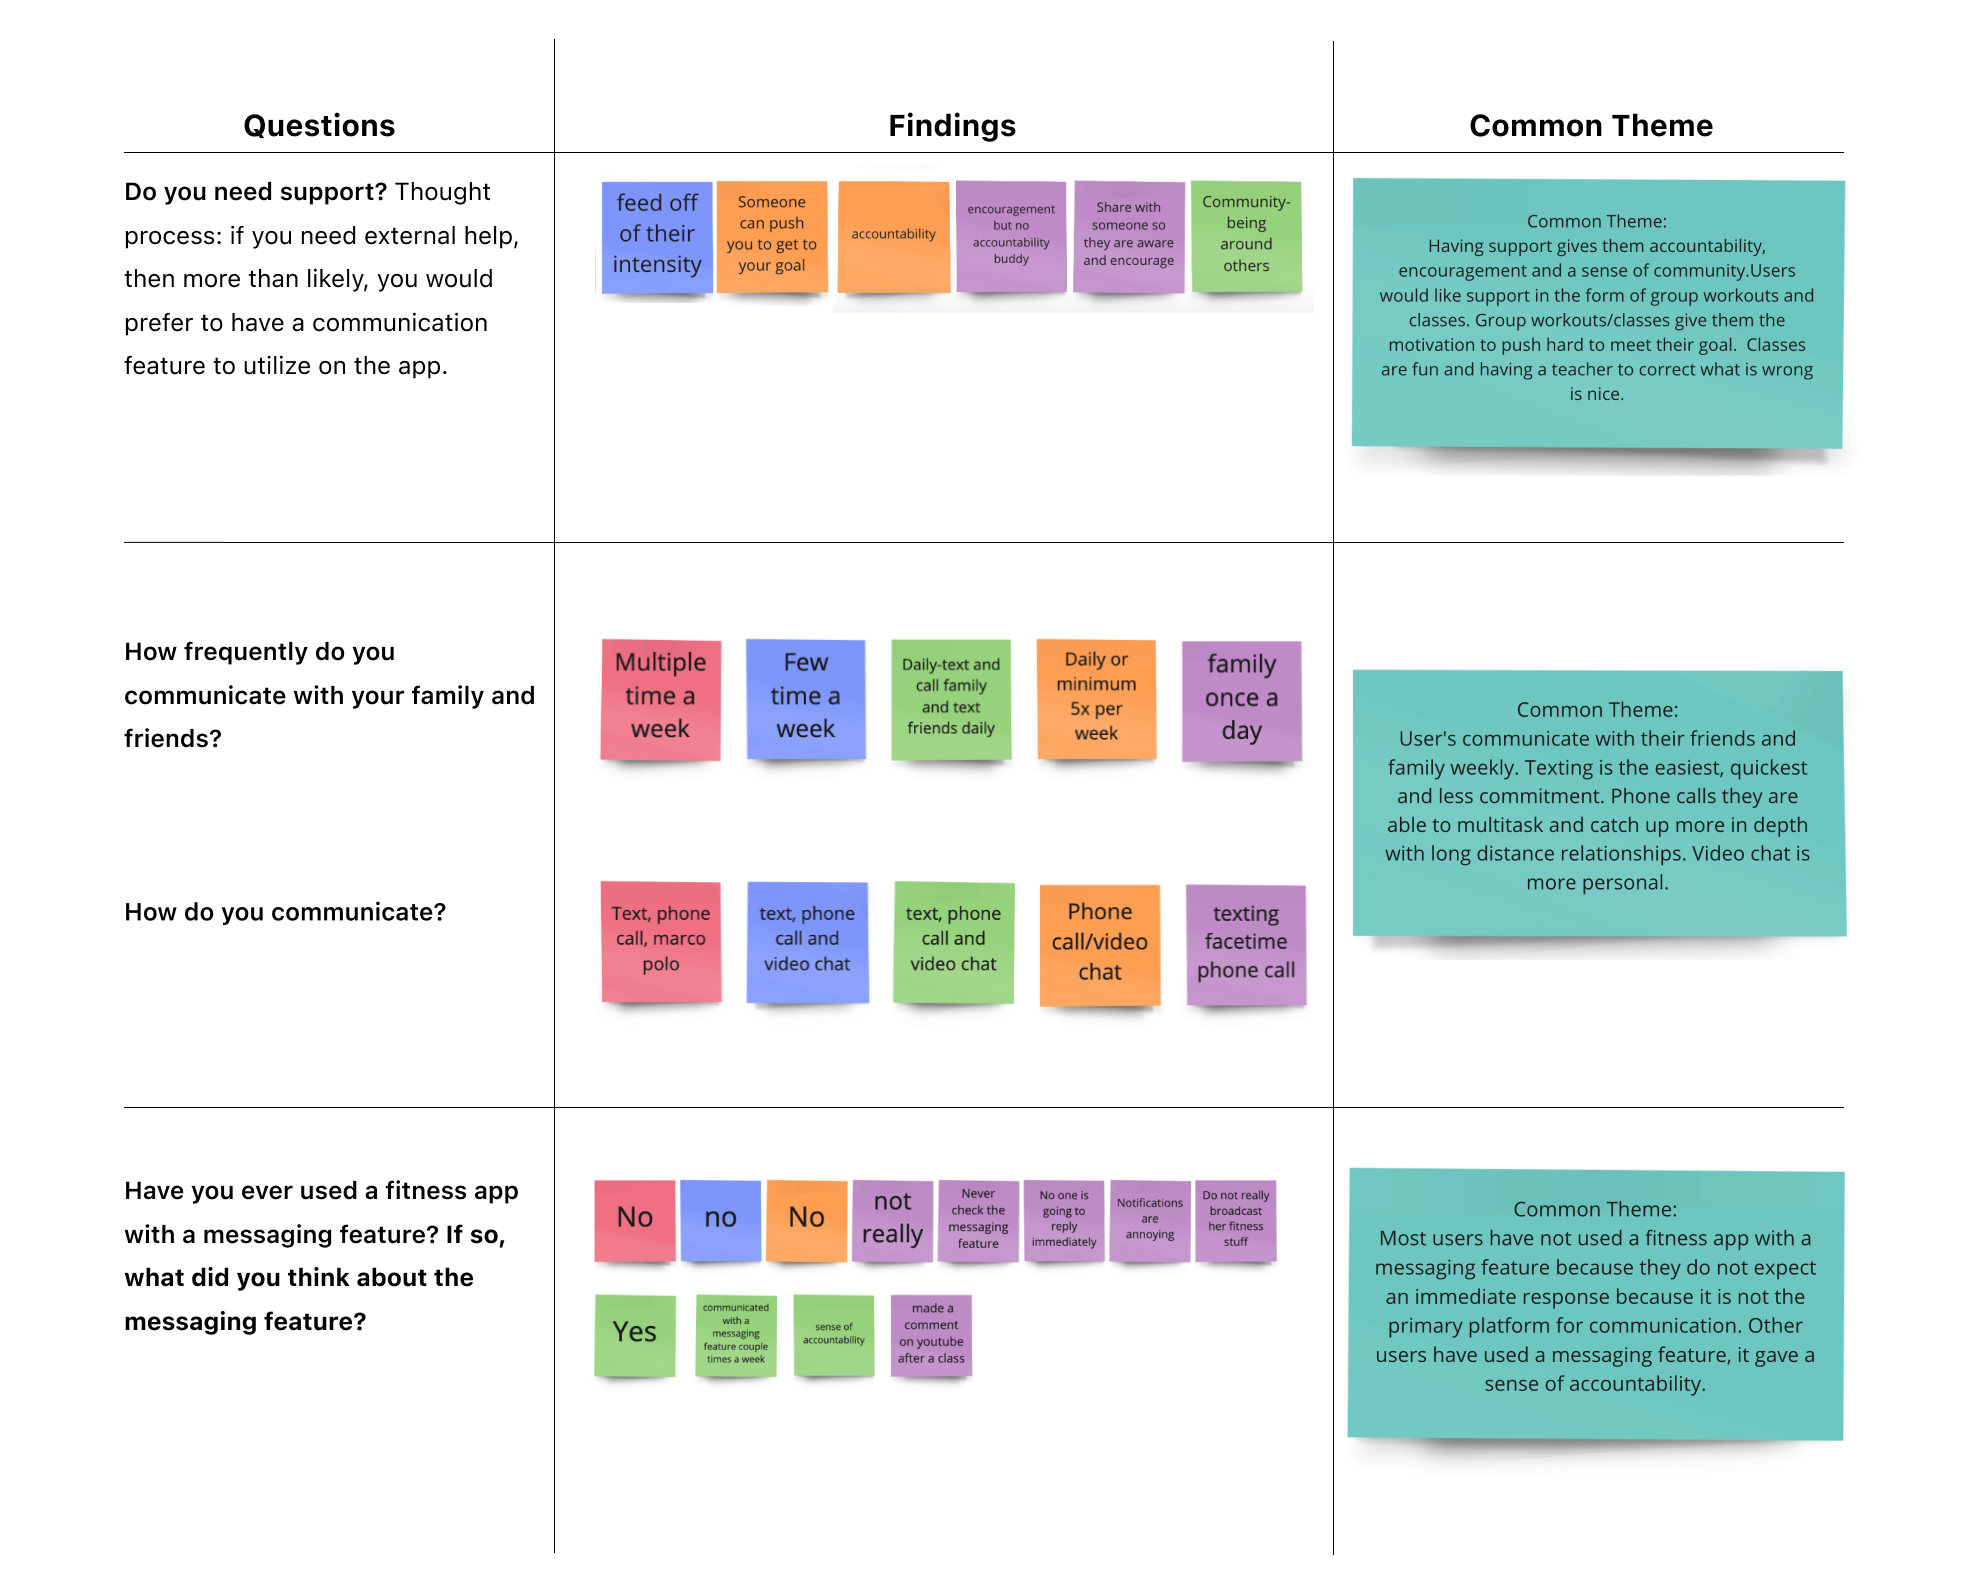 Questions
Findings
Common Theme
Do you need support? Thought
process: if you need external help,
then more than likely, you would
prefer to have a communication
feature to utilize on the app.
feed off
of their
intensity
Someone
can push
you to get to
your goal
accountability
encouragement
but no
accountability
buddy
Share with
someone so
they are aware
and encourage
Community-
being
around
others
Common Theme:
Having support gives them accountability,
encouragement and a sense of community.Users
would like support in the form of group workouts and
classes. Group workouts/classes give them the
motivation to push hard to meet their goal.  Classes
are fun and having a teacher to correct what is wrong
is nice.
How frequently do you
communicate with your family and
friends?
Multiple
time a
week
Few
time a
week
Daily-text and
call family
and text
friends daily
Daily or
minimum
5x per
week
family
once a
day
How do you communicate?
Text, phone
call, marco
polo
text, phone
call and
video chat
text, phone
call and
video chat
Phone
call/video
chat
texting
facetime
phone call
Common Theme:
User's communicate with their friends and
family weekly. Texting is the easiest, quickest
and less commitment. Phone calls they are
able to multitask and catch up more in depth
with long distance relationships. Video chat is
more personal.
Have you ever used a fitness app
with a messaging feature? If so,
what did you think about the
messaging feature?
No
no
No
not
really
Never
check the
messaging
feature
No one is
going to
reply
immediately
Notifications
are
annoying
Do not really
broadcast
her fitness
stuff
Yes
communicated
with a
messaging
feature couple
times a week
sense of
accountability
made a
comment
on youtube
after a class
Common Theme:
Most users have not used a fitness app with a
messaging feature because they do not expect
an immediate response because it is not the
primary platform for communication. Other
users have used a messaging feature, it gave a
sense of accountability.